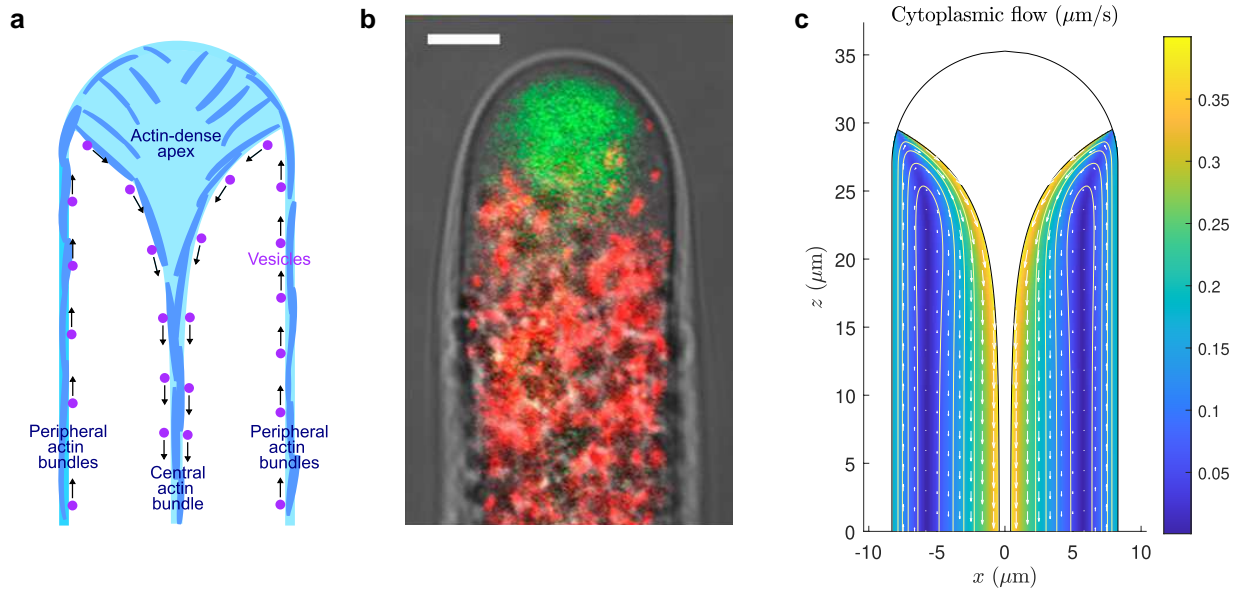 a
Actin-dense
apex
Vesicles
Peripheral
actin
bundles
Central
actin
bundle
Peripheral
actin
bundles
b
c
Cytoplasmic flow (μm/s)
35
30
25
20
15
10
5
0
z (μm)
-10
-5
0
5
10
x (μm)
0.35
0.3
0.25
0.2
0.15
0.1
0.05